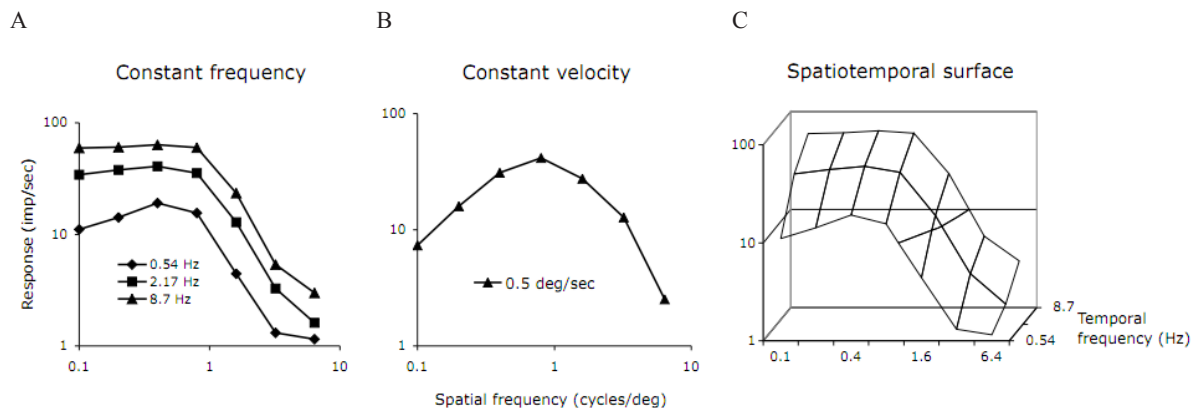 A
Constant frequency
100
10
1
0.1
1
10
Response (imp/sec)
0.54 Hz
2.17 Hz
8.7 Hz
B
Constant velocity
100
10
1
0.1
1
10
0.5 deg/sec
Spatial frequency (cycles/deg)
C
Spatiotemporal surface
100
10
1
0.1
0.4
1.6
6.4
0.54
8.7
Temporal
frequency (Hz)